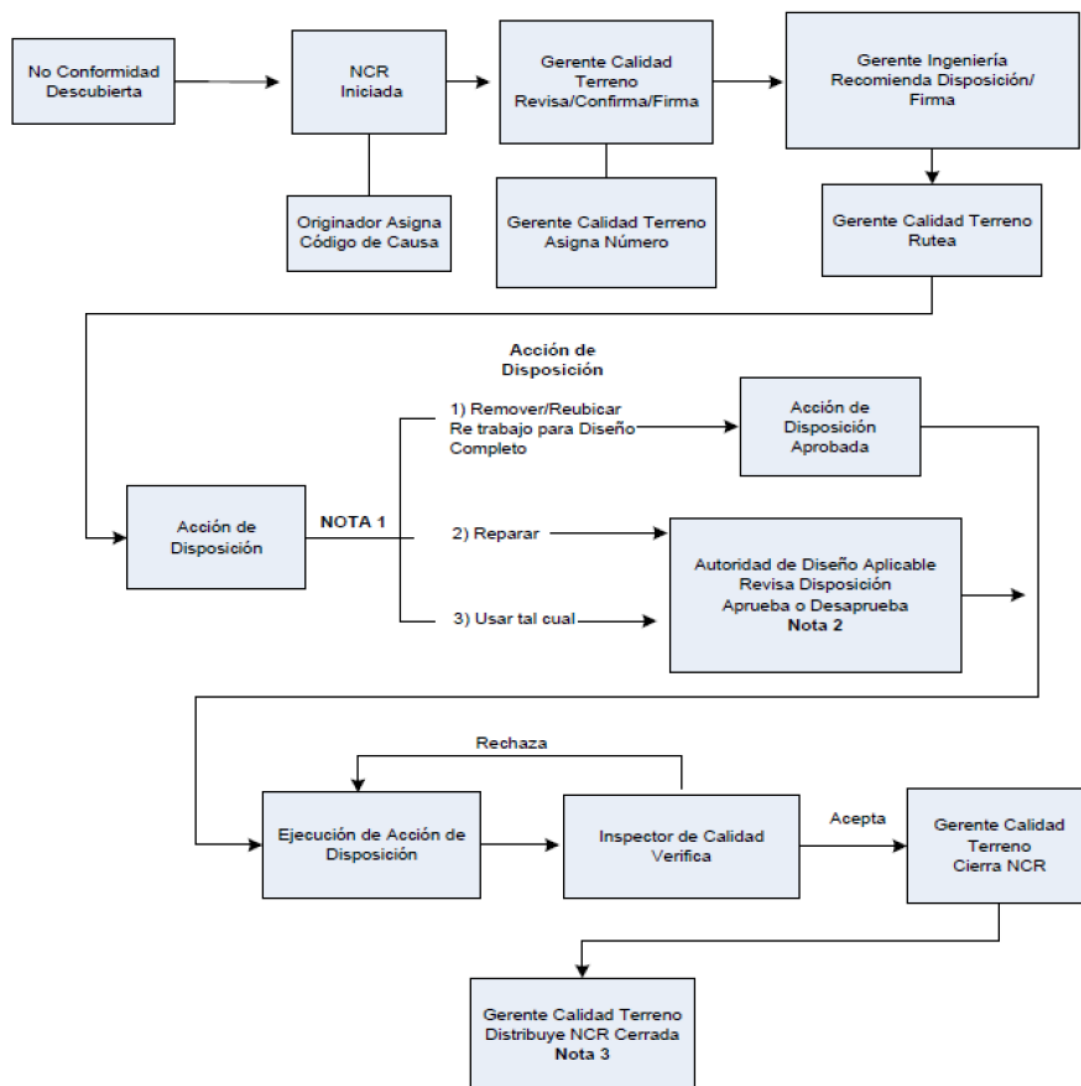 No Conformidad
Descubierta
NCR
Iniciada
Gerente Calidad
Terreno
Revisa/Confirma/Firma
Gerente Ingeniería
Recomienda Disposición/
Firma
Originador Asigna
Código de Causa
Gerente Calidad Terreno
Asigna Número
Gerente Calidad Terreno
Rutea
Acción de
Disposición
1) Remover/Reubicar
Re trabajo para Diseño
Completo
Acción de
Disposición
Aprobada
Acción de
Disposición
NOTA 1
2) Reparar
3) Usar tal cual
Autoridad de Diseño Aplicable
Revisa Disposición
Aprueba o Desaprueba
Nota 2
Rechaza
Ejecución de Acción de
Disposición
Inspector de Calidad
Verifica
Acepta
Gerente Calidad
Terreno
Cierra NCR
Gerente Calidad Terreno
Distribuye NCR Cerrada
Nota 3